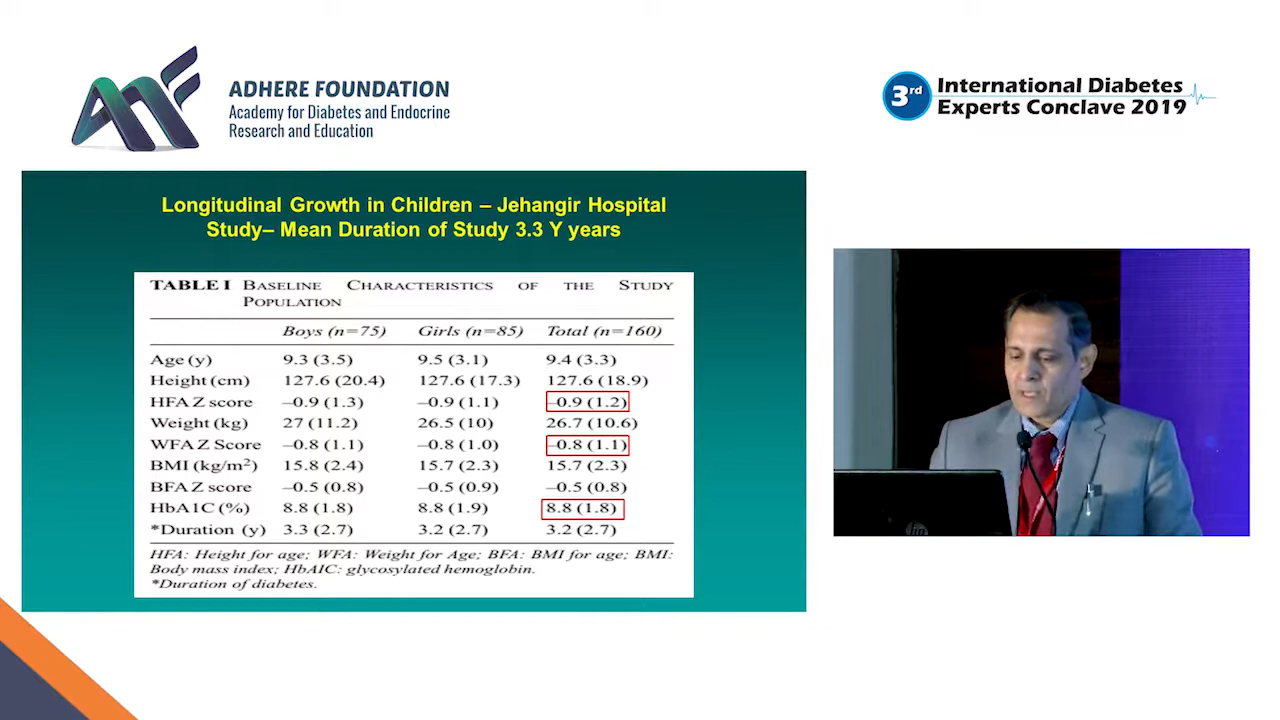 ADHERE FOUNDATION
Academy for Diabetes and Endocrine
Research and Education
3rd
International Diabetes
Experts Conclave 2019
Longitudinal Growth in Children – Jehangir Hospital
Study– Mean Duration of Study 3.3 Y years
TABLE I BASELINE CHARACTERISTICS OF THE STUDY
POPULATION
Boys (n=75) Girls (n=85) Total (n=160)
Age (y) 9.3 (3.5) 9.5 (3.1) 9.4 (3.3)
Height (cm) 127.6 (20.4) 127.6 (17.3) 127.6 (18.9)
HFA Z score –0.9 (1.3) –0.9 (1.1) –0.9 (1.2)
Weight (kg) 27 (11.2) 26.5 (10) 26.7 (10.6)
WFA Z Score –0.8 (1.1) –0.8 (1.0) –0.8 (1.1)
BMI (kg/m²) 15.8 (2.4) 15.7 (2.3) 15.7 (2.3)
BFA Z score –0.5 (0.8) –0.5 (0.9) –0.5 (0.8)
HbA1C (%) 8.8 (1.8) 8.8 (1.9) 8.8 (1.8)
*Duration (y) 3.3 (2.7) 3.2 (2.7) 3.2 (2.7)
HFA: Height for age; WFA: Weight for Age; BFA: BMI for age; BMI:
Body mass index; HbAIC: glycosylated hemoglobin.
*Duration of diabetes.
hp